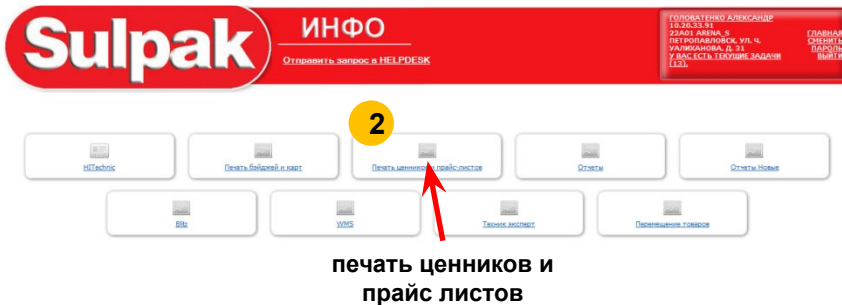 Sulpak
ИНФО
Отправить запрос в HELPDESK
ГОЛОВАТЕНКО АЛЕКСАНДР
10.20.33.91
22A01 ARENA_S
ПЕТРОПАВЛОВСК, УЛ. Ч.
УАЛИХАНОВА, Д. 31
У ВАС ЕСТЬ ТЕКУЩИЕ ЗАДАЧИ
(13).
ГЛАВНАЯ
СМЕНИТЬ
ПАРОЛЬ
ВЫЙТИ
2
HITechnic
Печать бэйджей и карт
Печать ценников и прайс-листов
Отчеты
Отчеты Новые
Blitz
WMS
Техник эксперт
Перемещение товаров
печать ценников и
прайс листов